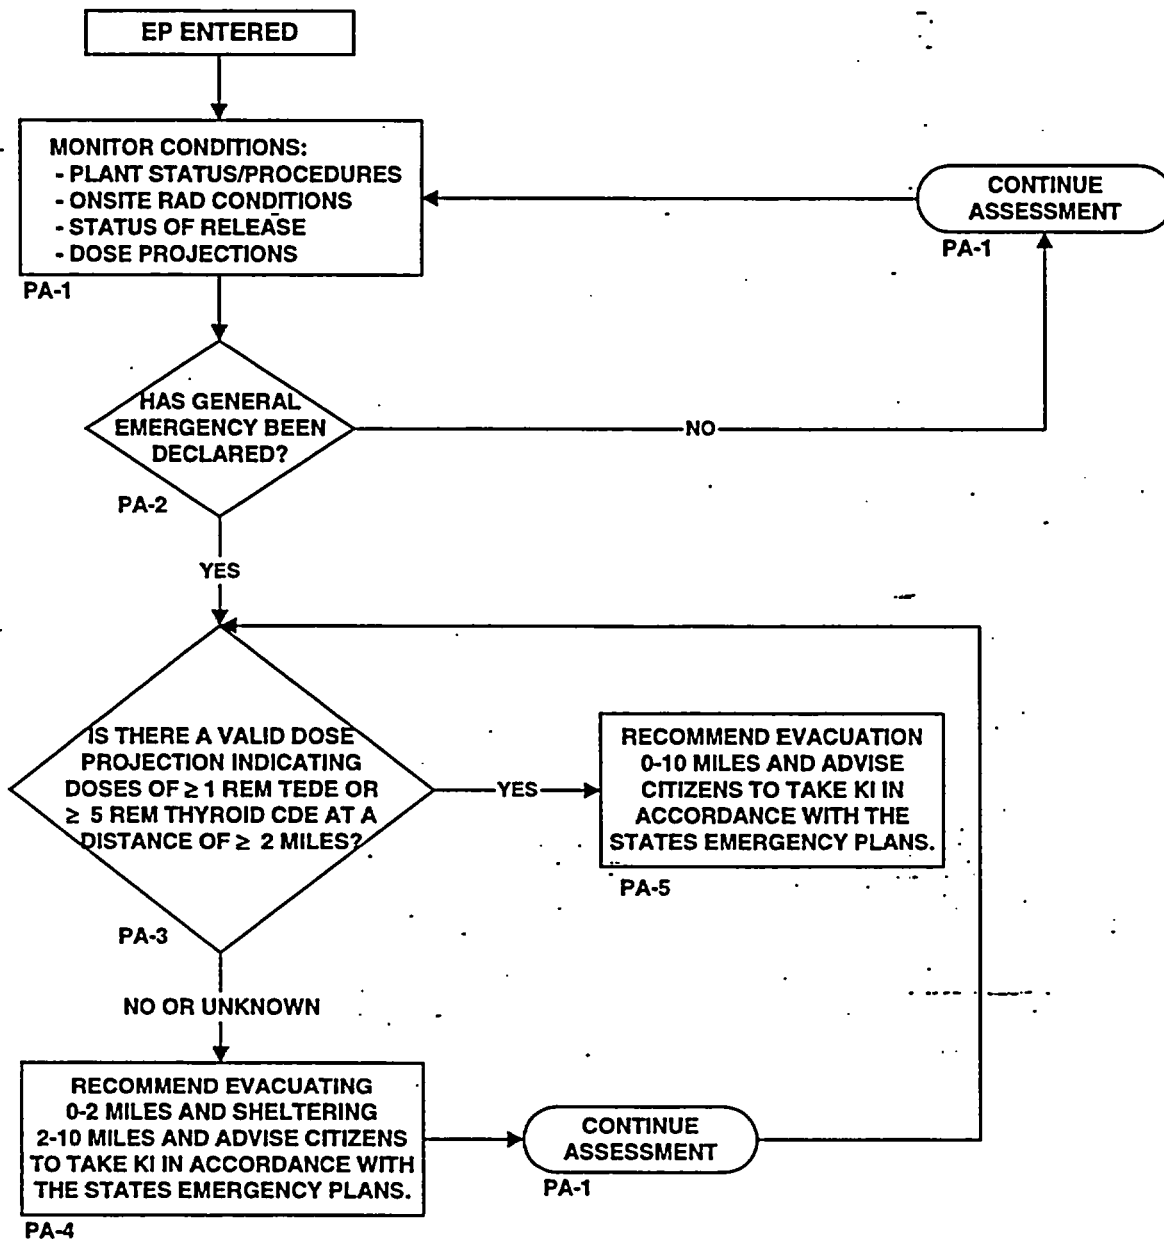 EP ENTERED
MONITOR CONDITIONS:
- PLANT STATUS/PROCEDURES
- ONSITE RAD CONDITIONS
- STATUS OF RELEASE
- DOSE PROJECTIONS
PA-1
CONTINUE
ASSESSMENT
PA-1
HAS GENERAL
EMERGENCY BEEN
DECLARED?
PA-2
NO
YES
IS THERE A VALID DOSE
PROJECTION INDICATING
DOSES OF ≥ 1 REM TEDE OR
≥ 5 REM THYROID CDE AT A
DISTANCE OF ≥ 2 MILES?
PA-3
YES
RECOMMEND EVACUATION
0-10 MILES AND ADVISE
CITIZENS TO TAKE KI IN
ACCORDANCE WITH THE
STATES EMERGENCY PLANS.
PA-5
NO OR UNKNOWN
RECOMMEND EVACUATING
0-2 MILES AND SHELTERING
2-10 MILES AND ADVISE CITIZENS
TO TAKE KI IN ACCORDANCE WITH
THE STATES EMERGENCY PLANS.
PA-4
CONTINUE
ASSESSMENT
PA-1